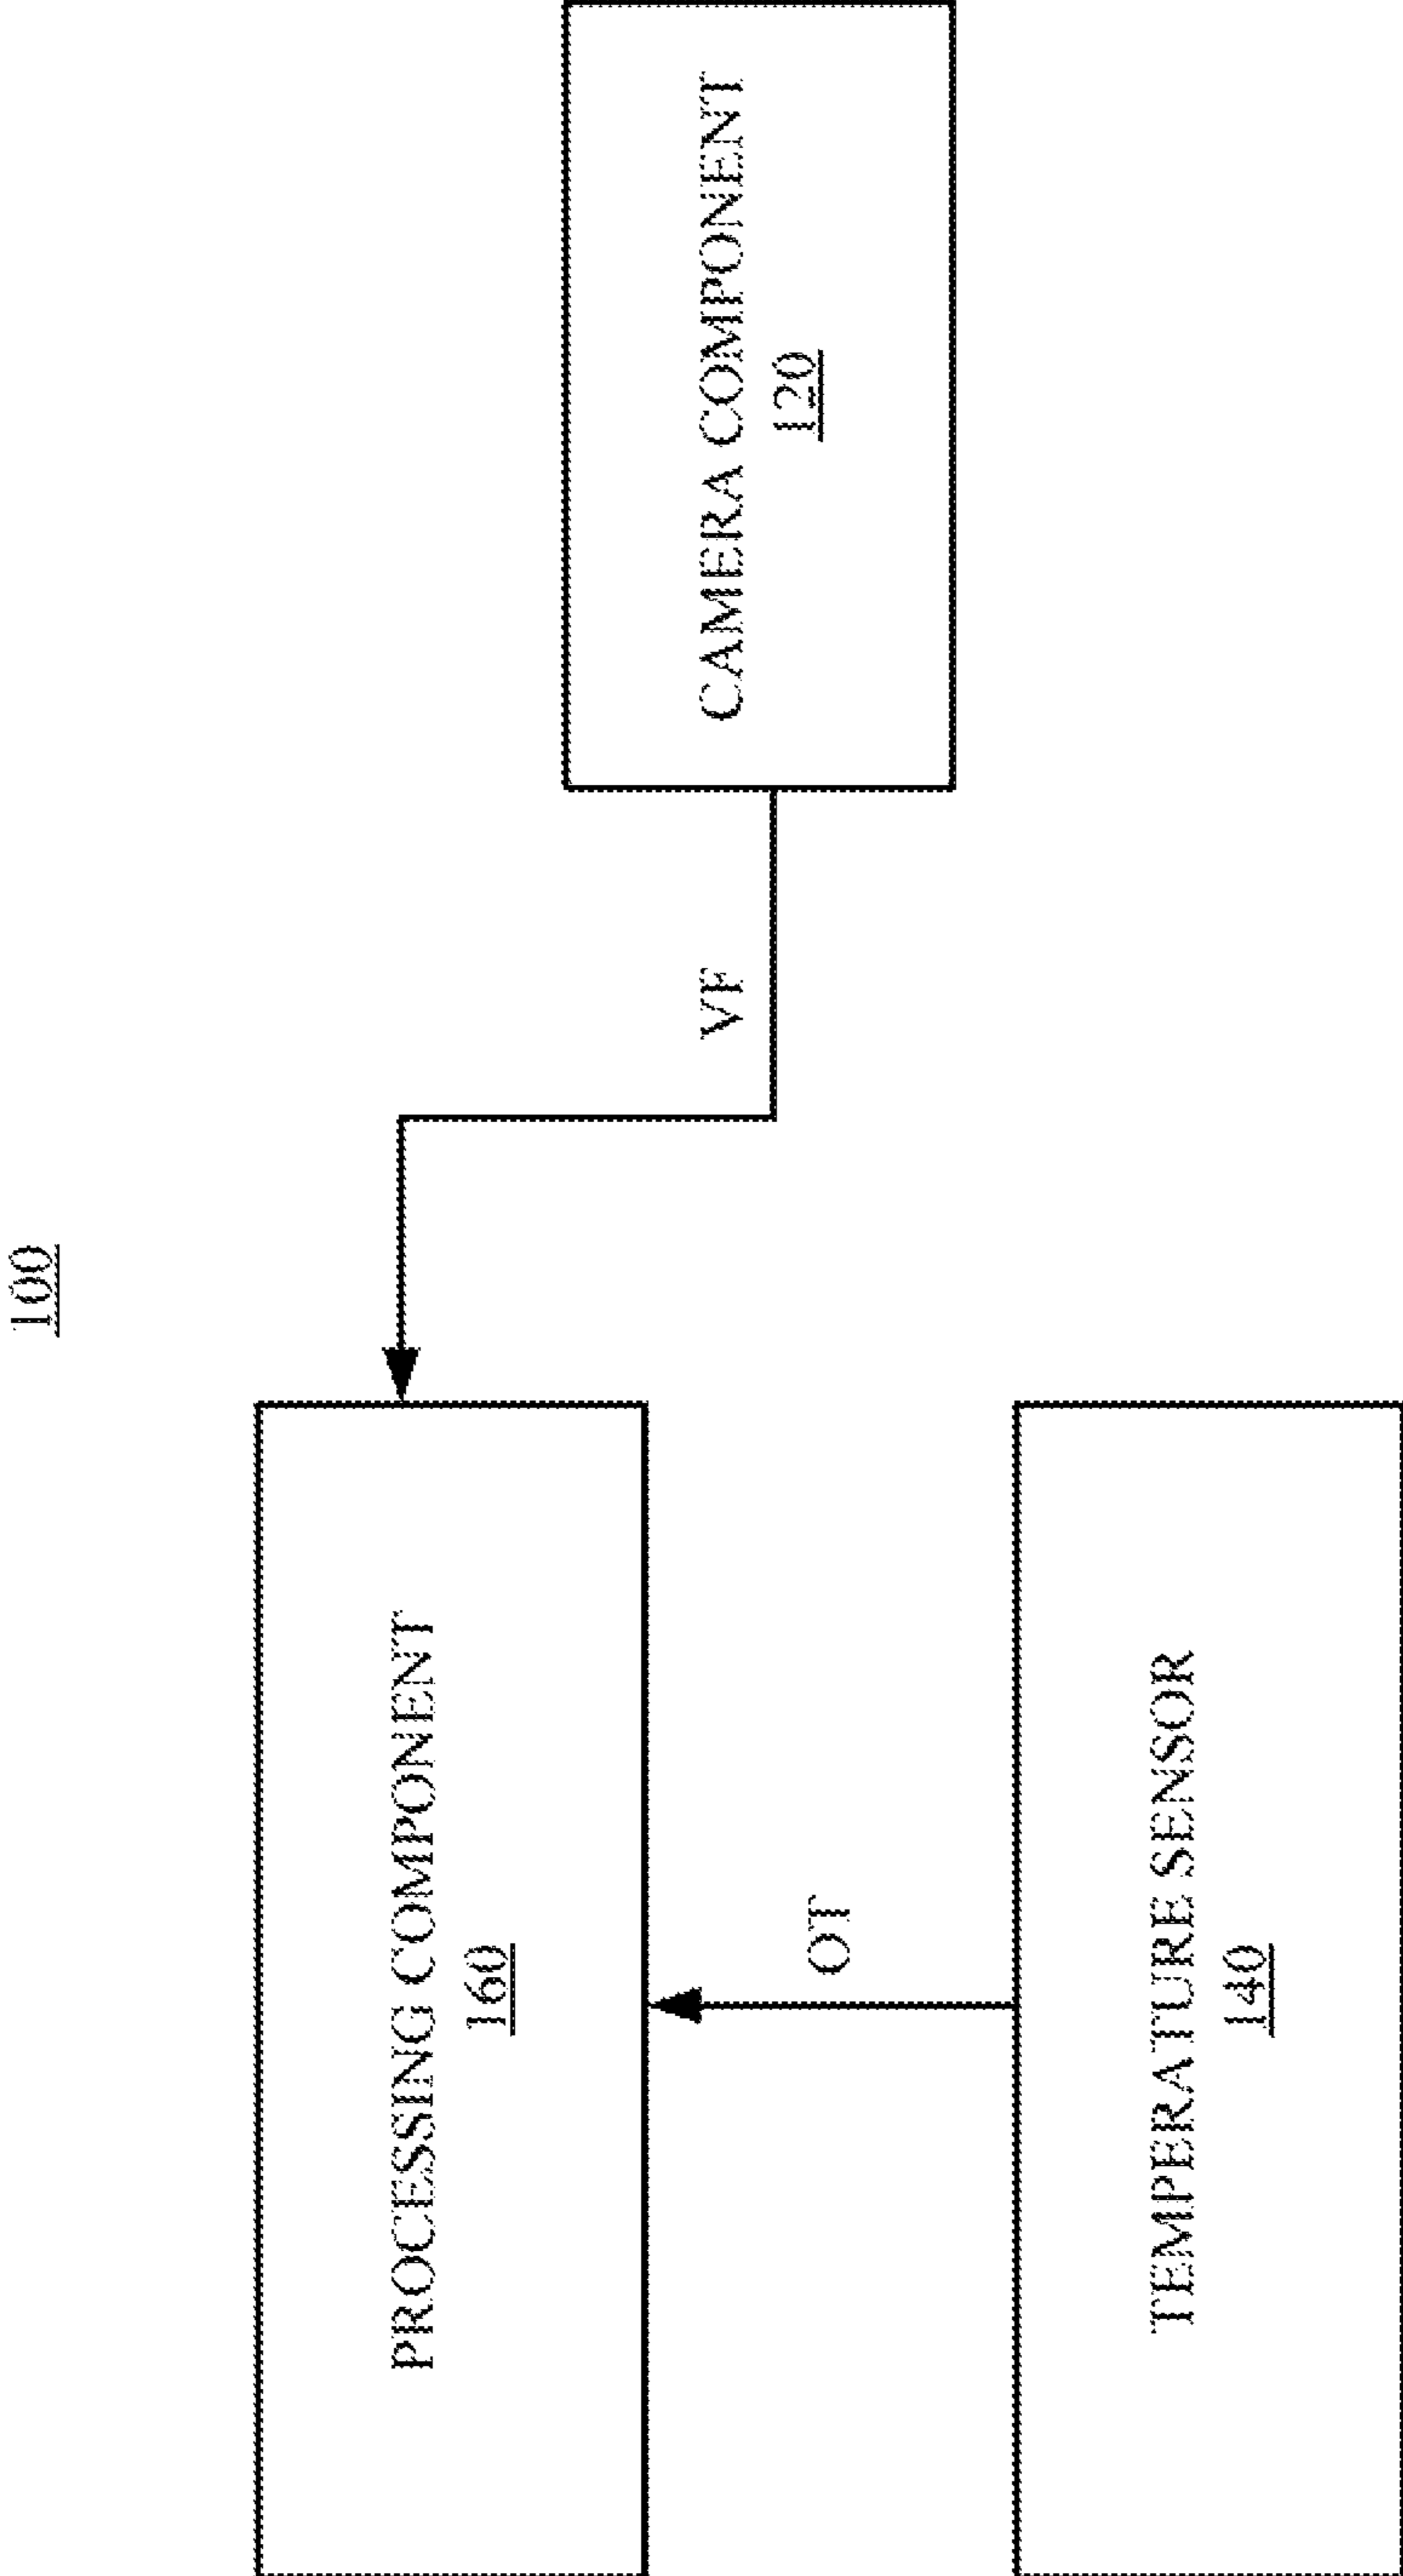 100
PROCESSING COMPONENT
160
VF
CAMERA COMPONENT
120
OT
TEMPERATURE SENSOR
140